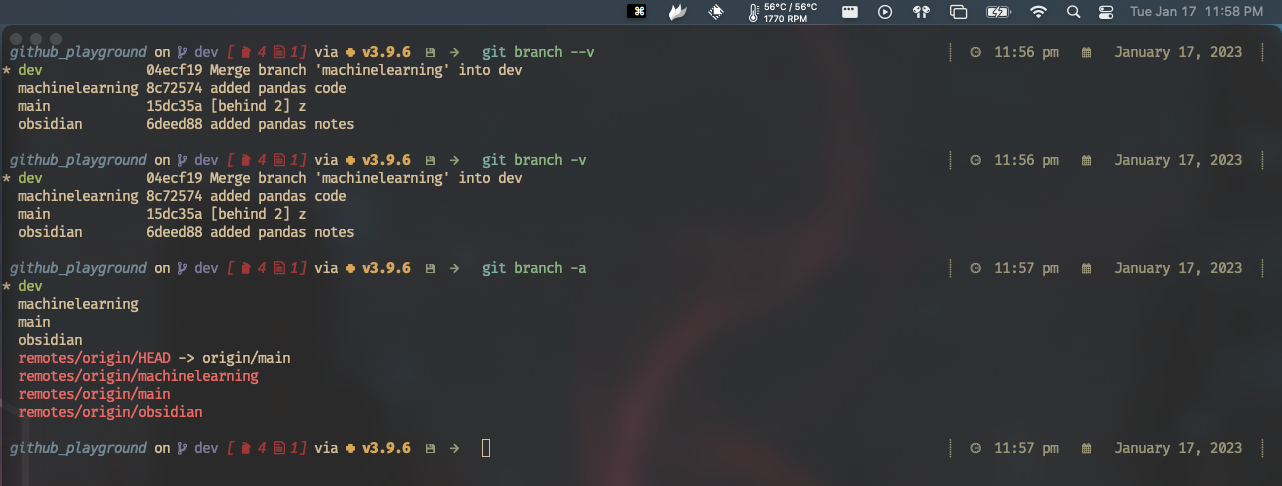 56°C / 56°C
1770 RPM
Tue Jan 17 11:58 PM
github_playground on dev [ 4 1] via v3.9.6 → git branch --v 11:56 pm January 17, 2023
* dev 04ecf19 Merge branch 'machinelearning' into dev
machinelearning 8c72574 added pandas code
main 15dc35a [behind 2] z
obsidian 6deed88 added pandas notes
github_playground on dev [ 4 1] via v3.9.6 → git branch -v 11:56 pm January 17, 2023
* dev 04ecf19 Merge branch 'machinelearning' into dev
machinelearning 8c72574 added pandas code
main 15dc35a [behind 2] z
obsidian 6deed88 added pandas notes
github_playground on dev [ 4 1] via v3.9.6 → git branch -a 11:57 pm January 17, 2023
* dev
machinelearning
main
obsidian
remotes/origin/HEAD -> origin/main
remotes/origin/machinelearning
remotes/origin/main
remotes/origin/obsidian
github_playground on dev [ 4 1] via v3.9.6 → 11:57 pm January 17, 2023